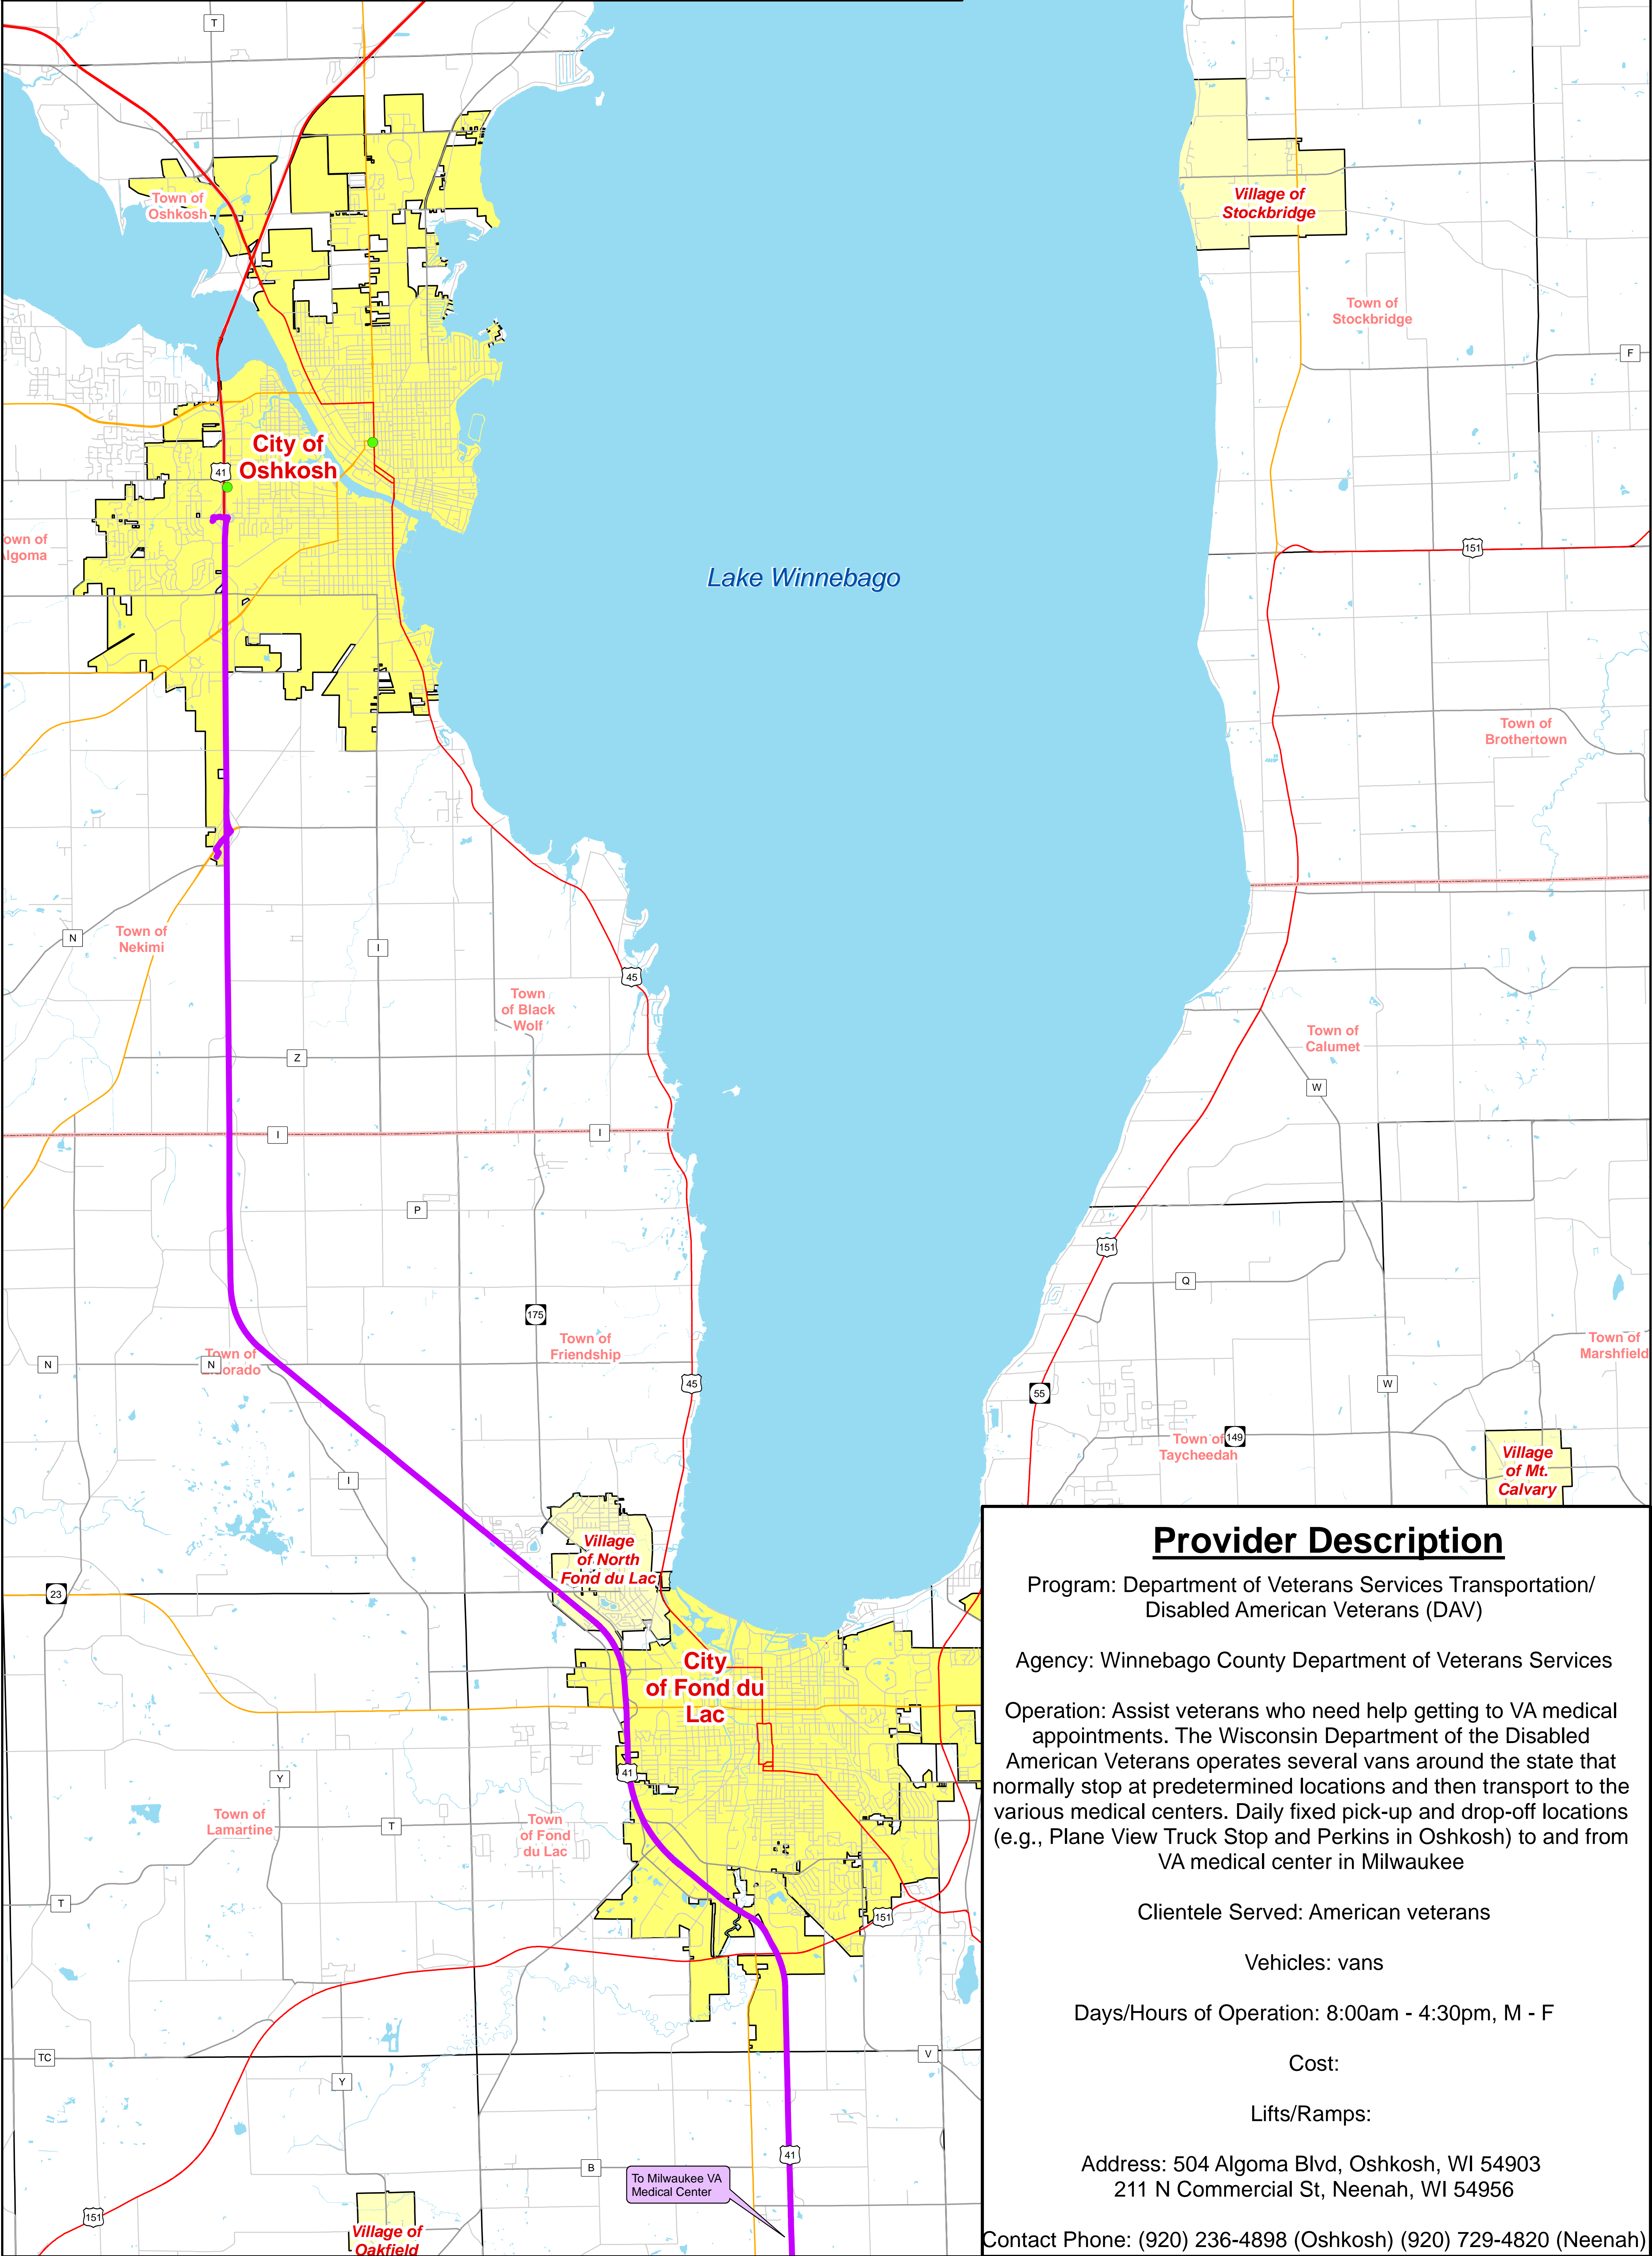 T
Town of
Oshkosh
Village of
Stockbridge
Town of
Stockbridge
F
City of
Oshkosh
41
own of
Algoma
151
Lake Winnebago
Town of
Brothertown
N
Town of
Nekimi
I
45
Town
of Black
Wolf
Town of
Calumet
Z
W
I
I
P
151
Q
175
Town of
Friendship
Town of
Marshfield
N
Town of
N
orado
45
55
W
Town of
Taycheedah
149
Village
of Mt.
Calvary
I
Village
of North
Fond du Lac
23
City
of Fond du
Lac
41
Y
Town of
Lamartine
T
Town
of Fond
du Lac
T
151
TC
V
Y
41
B
To Milwaukee VA
Medical Center
151
Village of
Oakfield
Provider Description
Program: Department of Veterans Services Transportation/
Disabled American Veterans (DAV)
Agency: Winnebago County Department of Veterans Services
Operation: Assist veterans who need help getting to VA medical
appointments. The Wisconsin Department of the Disabled
American Veterans operates several vans around the state that
normally stop at predetermined locations and then transport to the
various medical centers. Daily fixed pick-up and drop-off locations
(e.g., Plane View Truck Stop and Perkins in Oshkosh) to and from
VA medical center in Milwaukee
Clientele Served: American veterans
Vehicles: vans
Days/Hours of Operation: 8:00am - 4:30pm, M - F
Cost:
Lifts/Ramps:
Address: 504 Algoma Blvd, Oshkosh, WI 54903
211 N Commercial St, Neenah, WI 54956
Contact Phone: (920) 236-4898 (Oshkosh) (920) 729-4820 (Neenah)